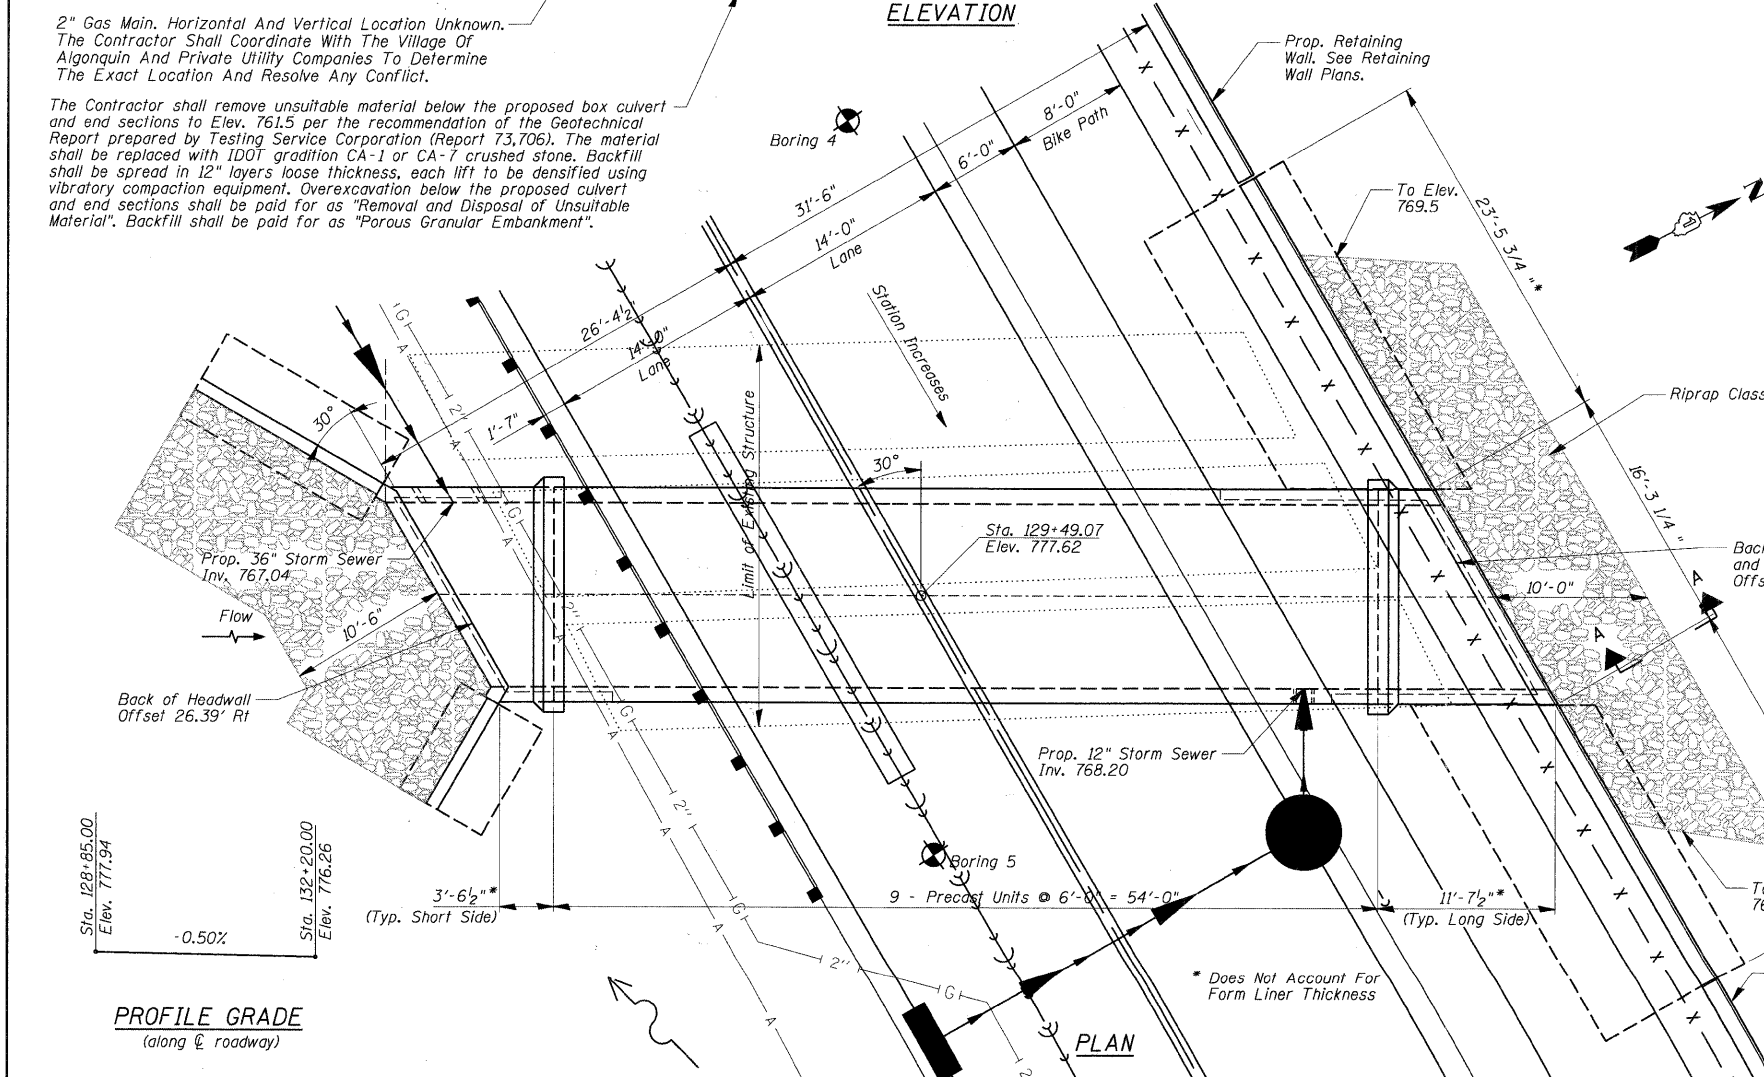 ELEVATION
2" Gas Main. Horizontal And Vertical Location Unknown.
The Contractor Shall Coordinate With The Village Of
Algonquin And Private Utility Companies To Determine
The Exact Location And Resolve Any Conflict.
The Contractor shall remove unsuitable material below the proposed box culvert
and end sections to Elev. 761.5 per the recommendation of the Geotechnical
Report prepared by Testing Service Corporation (Report 73,706). The material
shall be replaced with IDOT gradition CA-1 or CA-7 crushed stone. Backfill
shall be spread in 12" layers loose thickness, each lift to be densified using
vibratory compaction equipment. Overexcavation below the proposed culvert
and end sections shall be paid for as "Removal and Disposal of Unsuitable
Material". Backfill shall be paid for as "Porous Granular Embankment".
Boring 4
Prop. Retaining
Wall. See Retaining
Wall Plans.
8'-0"
Bike Path
6'-0"
31'-6"
14'-0"
Lane
To Elev.
769.5
23'-5 3/4 "*
N
1
26'-4½"
14'-0"
Lane
1'-7"
Station Increases
Limit of Existing Structure
30°
30°
Riprap Class
16'-3 1/4 "
Sta. 129+49.07
Elev. 777.62
Prop. 36" Storm Sewer
Inv. 767.04
Flow
10'-6"
10'-0"
Back
and
Offs
A
A
Back of Headwall
Offset 26.39' Rt
Prop. 12" Storm Sewer
Inv. 768.20
Boring 5
3'-6½"*
(Typ. Short Side)
9 - Precast Units @ 6'-0" = 54'-0"
11'-7½"*
(Typ. Long Side)
* Does Not Account For
Form Liner Thickness
Sta. 128+85.00
Elev. 777.94
-0.50%
Sta. 132+20.00
Elev. 776.26
PROFILE GRADE
(along ℄ roadway)
PLAN